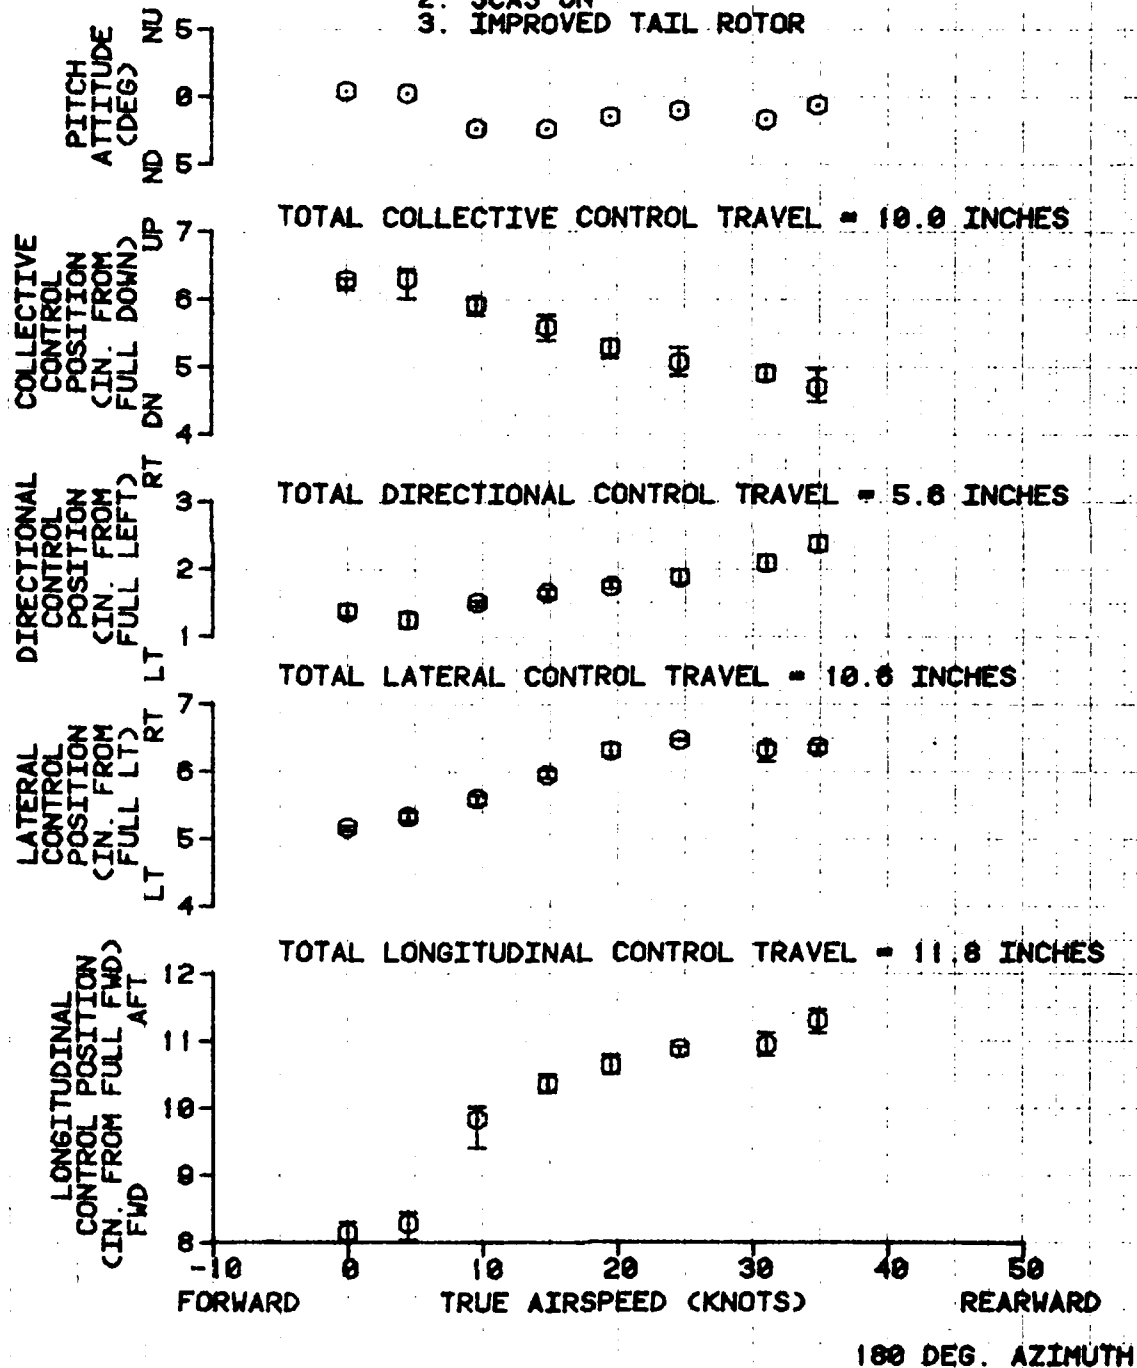 3. IMPROVED TAIL ROTOR
PITCH
ATTITUDE
(DEG)
ND NU
5
0
5
TOTAL COLLECTIVE CONTROL TRAVEL = 10.0 INCHES
COLLECTIVE
CONTROL
POSITION
(IN. FROM
FULL DOWN)
DN UP
7
6
5
4
TOTAL DIRECTIONAL CONTROL TRAVEL = 5.6 INCHES
DIRECTIONAL
CONTROL
POSITION
(IN. FROM
FULL LEFT)
LT RT
3
2
1
TOTAL LATERAL CONTROL TRAVEL = 10.6 INCHES
LATERAL
CONTROL
POSITION
(IN. FROM
FULL LT)
LT RT
7
6
5
4
TOTAL LONGITUDINAL CONTROL TRAVEL = 11.8 INCHES
LONGITUDINAL
CONTROL POSITION
(IN. FROM FULL FWD)
FWD AFT
12
11
10
9
8
-10 0 10 20 30 40 50
FORWARD TRUE AIRSPEED (KNOTS) REARWARD
180 DEG. AZIMUTH